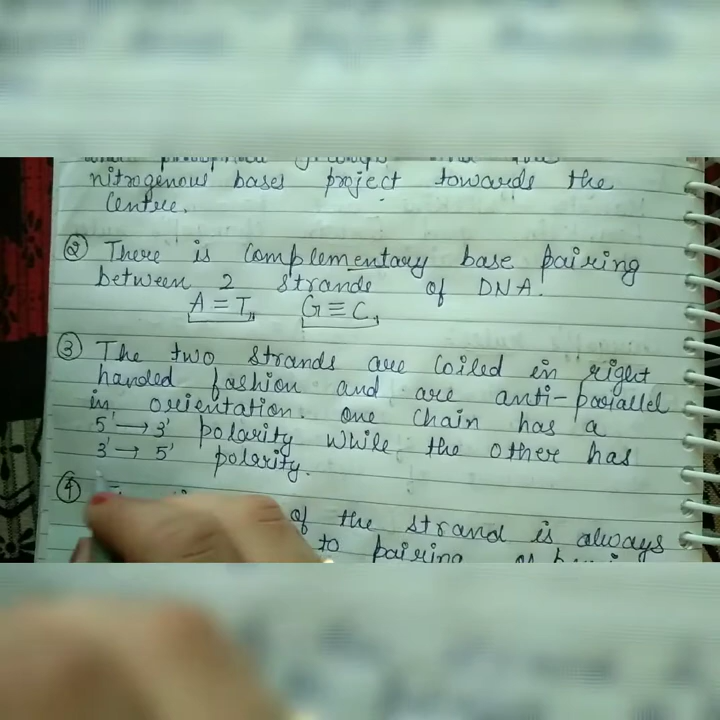 nitrogenous bases project towards the
centre.
② There is complementary base pairing
between 2 strands of DNA.
A = T, G ≡ C,
③ The two strands are coiled in right
handed fashion and are anti-parallel
in orientation. One chain has a
5' → 3' polarity while the other has
3' → 5' polarity.
④ of the strand is always
to pairing